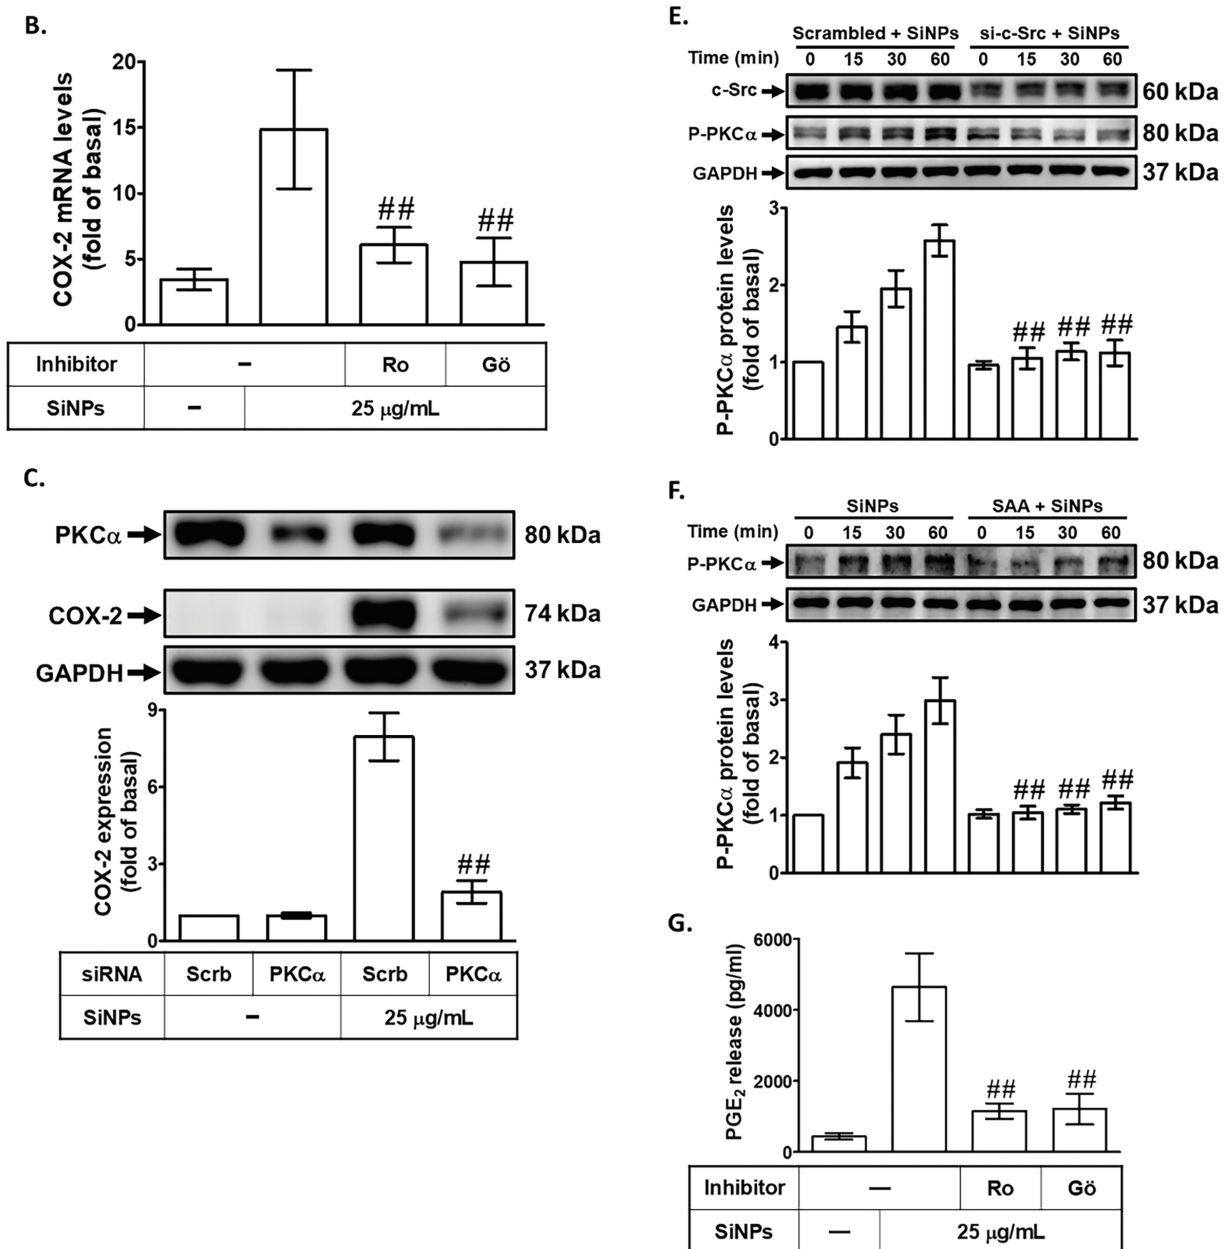 B.
COX-2 mRNA levels
(fold of basal)
20
15
10
5
0
##
##
Inhibitor – Ro Gö
SiNPs – 25 μg/mL
C.
PKCα 80 kDa
COX-2 74 kDa
GAPDH 37 kDa
COX-2 expression
(fold of basal)
9
6
3
0
##
siRNA Scrb PKCα Scrb PKCα
SiNPs – 25 μg/mL
E.
Scrambled + SiNPs si-c-Src + SiNPs
Time (min) 0 15 30 60 0 15 30 60
c-Src 60 kDa
P-PKCα 80 kDa
GAPDH 37 kDa
P-PKCα protein levels
(fold of basal)
3
2
1
0
## ## ##
F.
SiNPs SAA + SiNPs
Time (min) 0 15 30 60 0 15 30 60
P-PKCα 80 kDa
GAPDH 37 kDa
P-PKCα protein levels
(fold of basal)
4
3
2
1
0
## ## ##
G.
PGE₂ release (pg/ml)
6000
4000
2000
0
##
##
Inhibitor — Ro Gö
SiNPs — 25 μg/mL